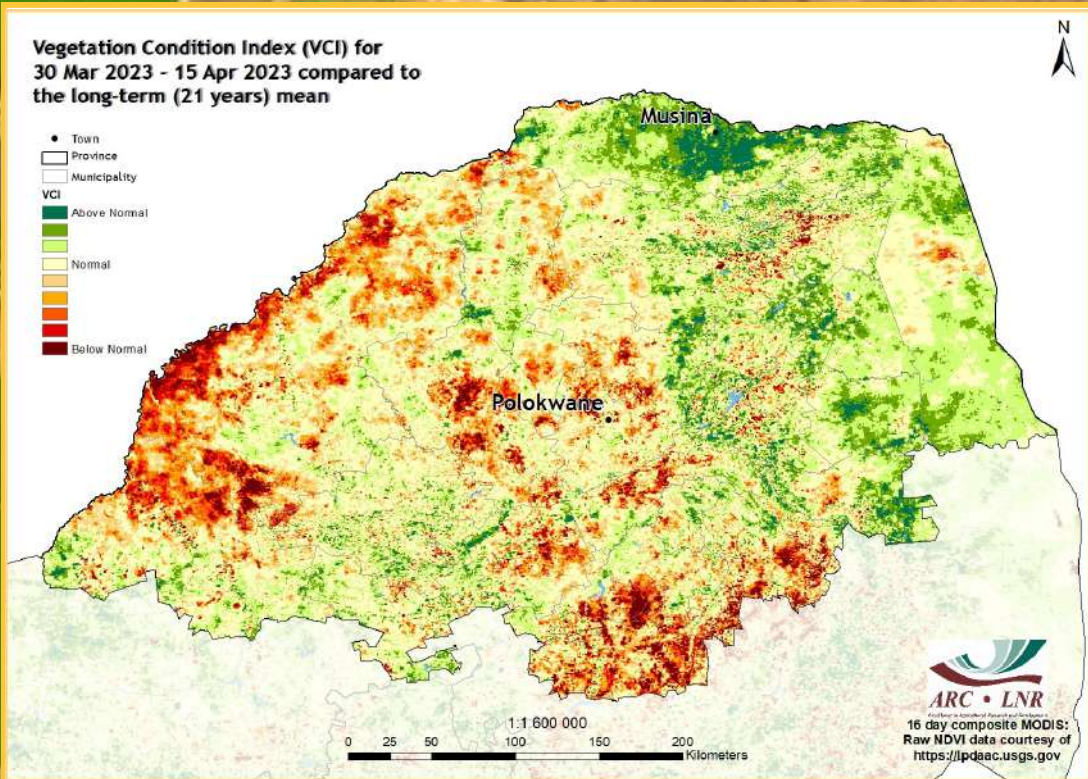 Vegetation Condition Index (VCI) for
30 Mar 2023 - 15 Apr 2023 compared to
the long-term (21 years) mean
N
Town
Province
Municipality
VCI
Above Normal
Normal
Below Normal
Musina
Polokwane
1:1 600 000
0 25 50 100 150 200
Kilometers
ARC • LNR
16 day composite MODIS:
Raw NDVI data courtesy of
https://lpdaac.usgs.gov